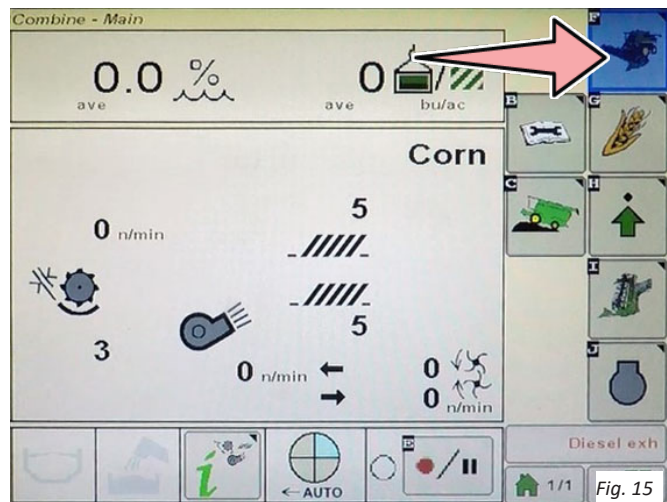 Combine - Main
F
0.0 %
0 /
ave
ave
bu/ac
B
G
Corn
C
H
5
0 n/min
I
5
3
J
0 n/min
0
0
n/min
i
← AUTO
E
/
Diesel exh
1/1
Fig. 15